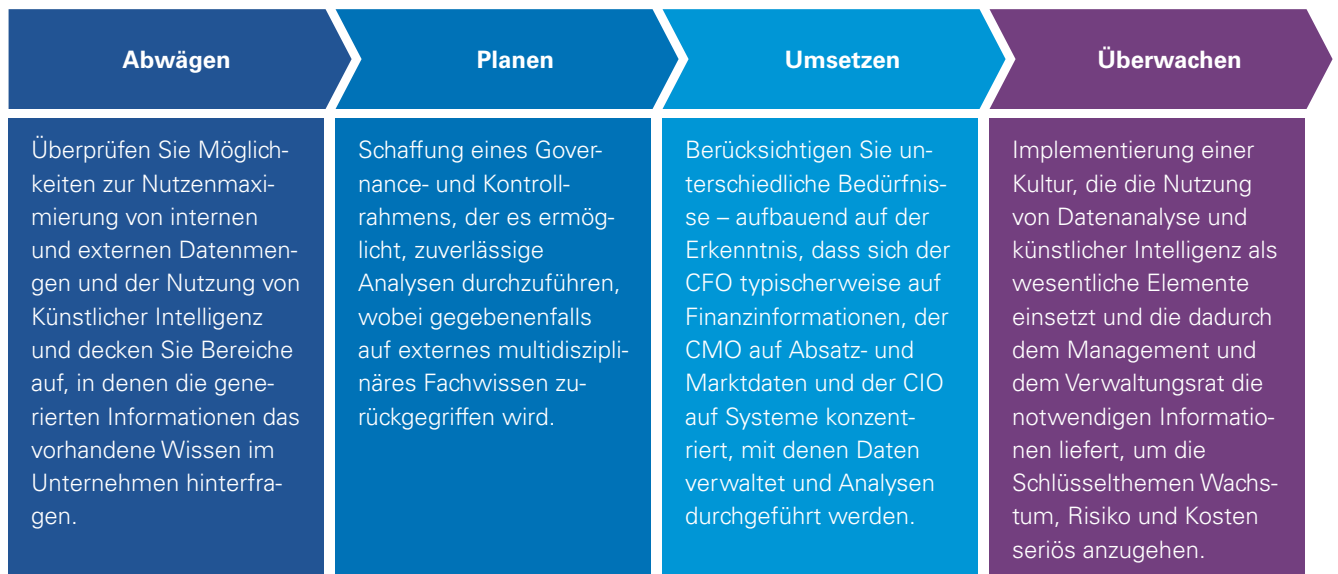 Abwägen
Überprüfen Sie Möglich-
keiten zur Nutzenmaxi-
mierung von internen
und externen Datenmen-
gen und der Nutzung von
Künstlicher Intelligenz
und decken Sie Bereiche
auf, in denen die gene-
rierten Informationen das
vorhandene Wissen im
Unternehmen hinterfra-
gen.
Planen
Schaffung eines Gover-
nance- und Kontroll-
rahmens, der es ermög-
licht, zuverlässige
Analysen durchzuführen,
wobei gegebenenfalls
auf externes multidiszipli-
näres Fachwissen zu-
rückgegriffen wird.
Umsetzen
Berücksichtigen Sie un-
terschiedliche Bedürfnis-
se – aufbauend auf der
Erkenntnis, dass sich der
CFO typischerweise auf
Finanzinformationen, der
CMO auf Absatz- und
Marktdaten und der CIO
auf Systeme konzent-
riert, mit denen Daten
verwaltet und Analysen
durchgeführt werden.
Überwachen
Implementierung einer
Kultur, die die Nutzung
von Datenanalyse und
künstlicher Intelligenz als
wesentliche Elemente
einsetzt und die dadurch
dem Management und
dem Verwaltungsrat die
notwendigen Informatio-
nen liefert, um die
Schlüsselthemen Wachs-
tum, Risiko und Kosten
seriös anzugehen.